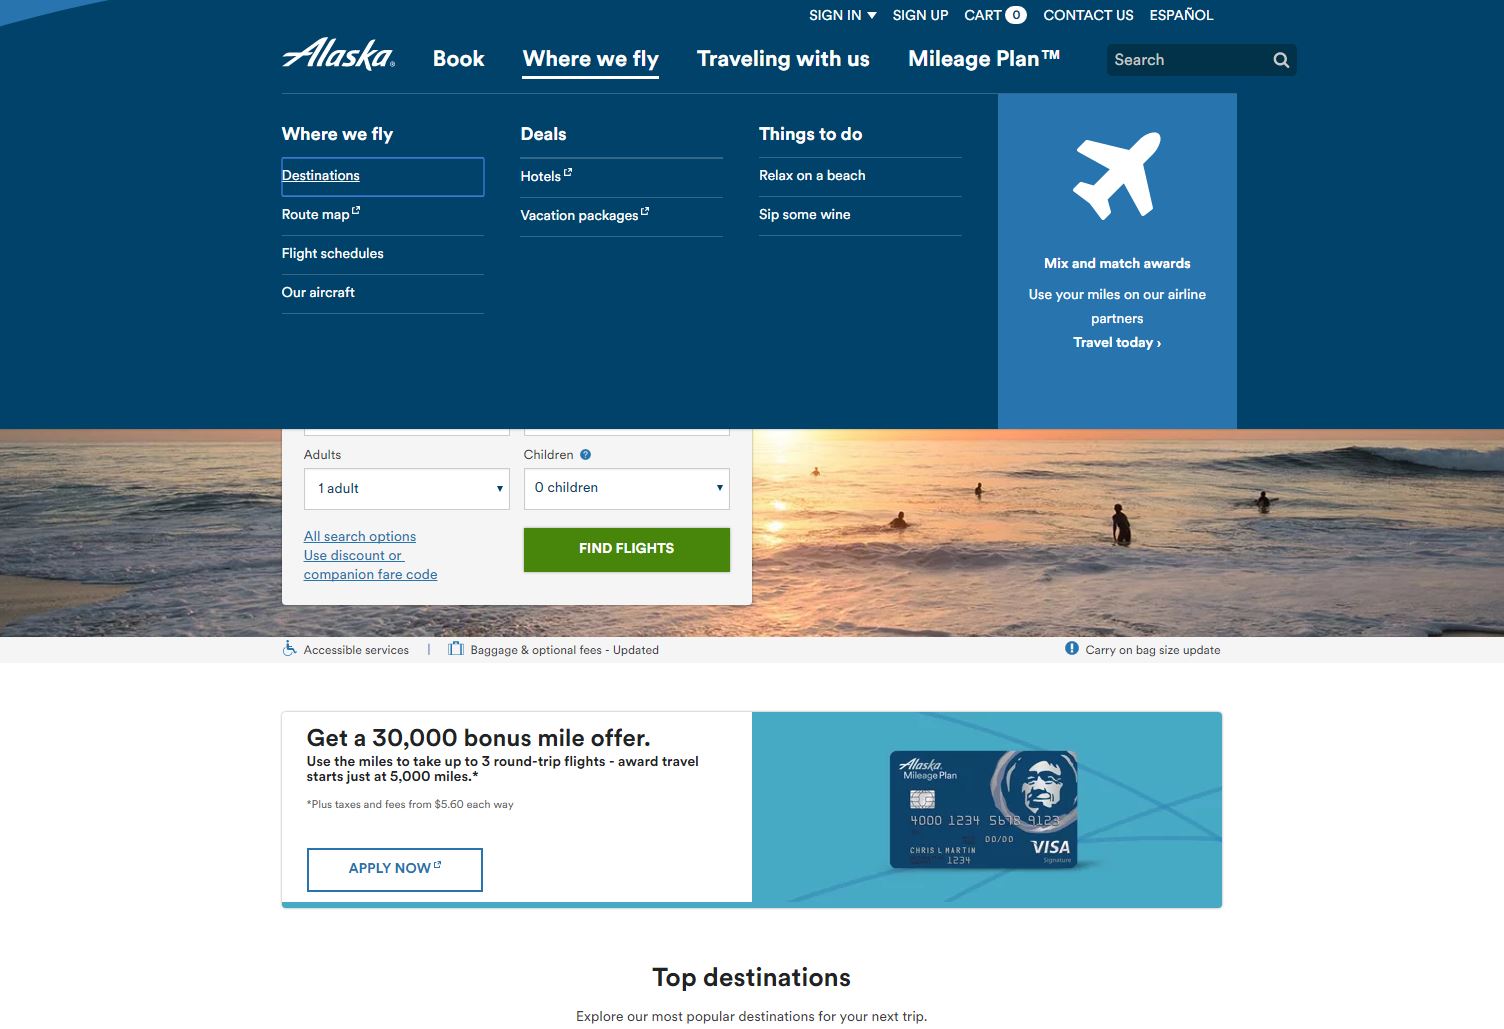 SIGN IN
SIGN UP
CART 0
CONTACT US
ESPAÑOL
Alaska®
Book
Where we fly
Traveling with us
Mileage Plan™
Search
Where we fly
Destinations
Route map
Flight schedules
Our aircraft
Deals
Hotels
Vacation packages
Things to do
Relax on a beach
Sip some wine
Mix and match awards
Use your miles on our airline
partners
Travel today ›
Adults
1 adult
Children ?
0 children
All search options
Use discount or
companion fare code
FIND FLIGHTS
Accessible services
|
Baggage & optional fees - Updated
Carry on bag size update
Get a 30,000 bonus mile offer.
Use the miles to take up to 3 round-trip flights - award travel
starts just at 5,000 miles.*
*Plus taxes and fees from $5.60 each way
APPLY NOW
Alaska
Mileage Plan
4000 1234 5678 9123
00/00
CHRIS L MARTIN
1234
VISA
Signature
Top destinations
Explore our most popular destinations for your next trip.